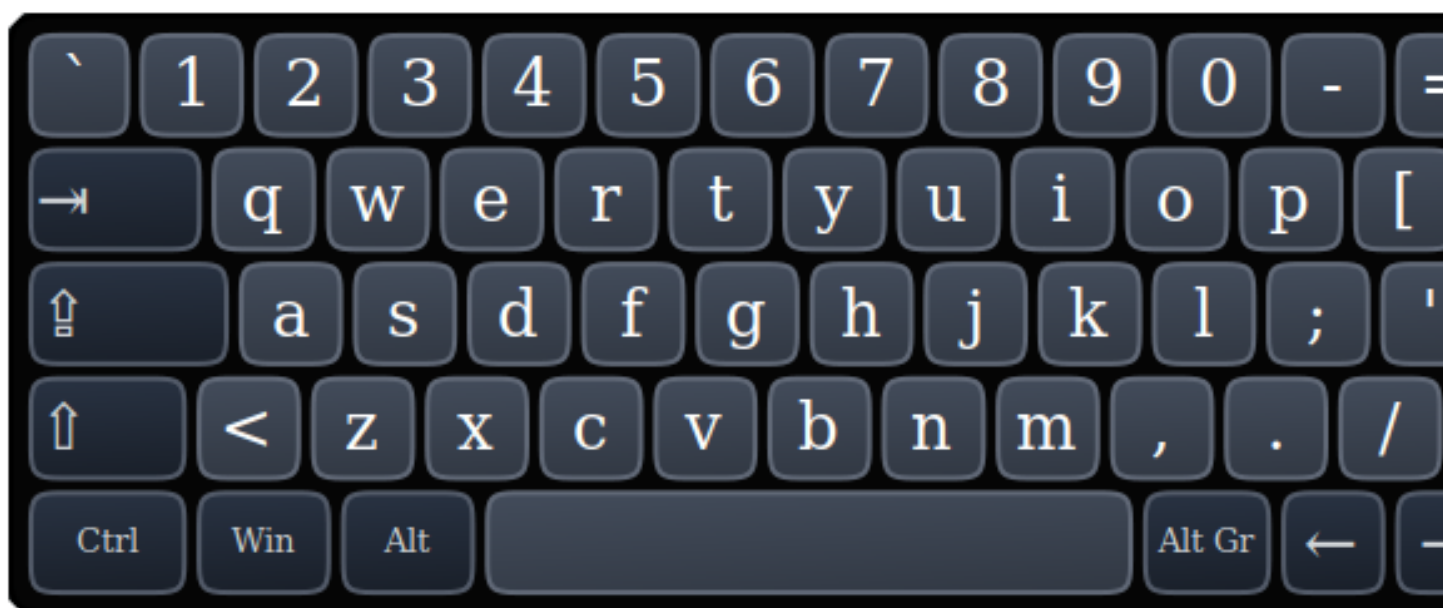 ` 1 2 3 4 5 6 7 8 9 0 - =
⇥ q w e r t y u i o p [
⇪ a s d f g h j k l ; '
⇧ < z x c v b n m , . /
Ctrl Win Alt Alt Gr ←